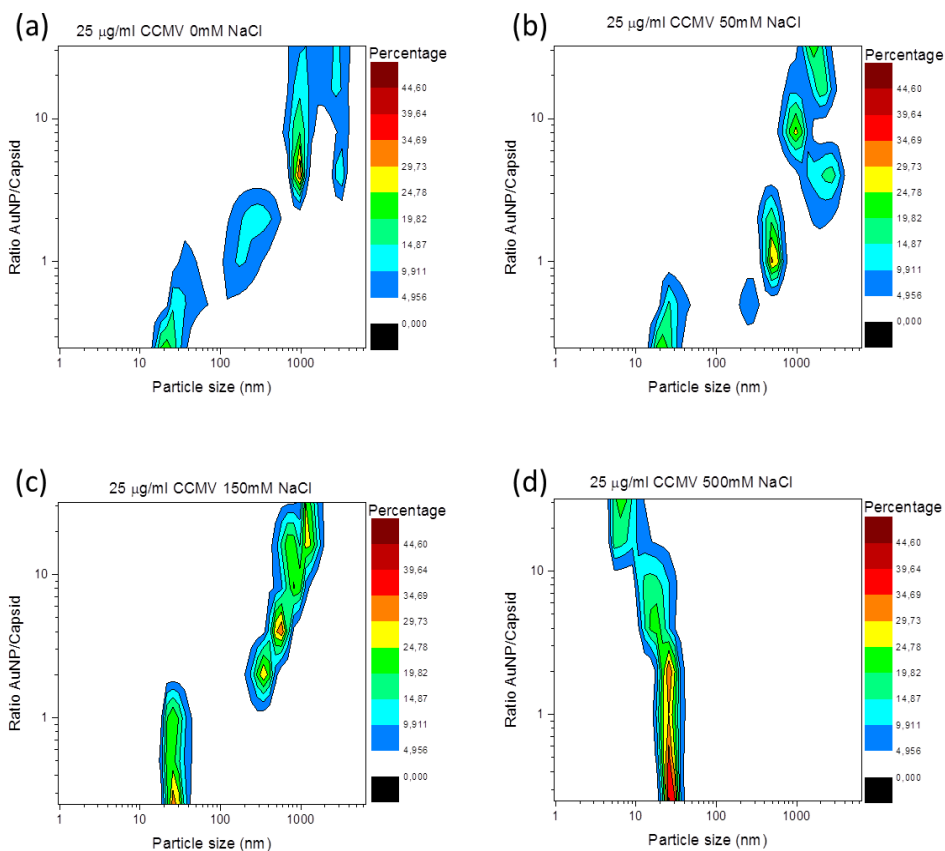 (a)
25 μg/ml CCMV 0mM NaCl
Percentage
44,60
39,64
34,69
29,73
24,78
19,82
14,87
9,911
4,956
0,000
Ratio AuNP/Capsid
10
1
1 10 100 1000
Particle size (nm)
(b)
25 μg/ml CCMV 50mM NaCl
Percentage
44,60
39,64
34,69
29,73
24,78
19,82
14,87
9,911
4,956
0,000
Ratio AuNP/Capsid
10
1
1 10 100 1000
Particle size (nm)
(c)
25 μg/ml CCMV 150mM NaCl
Percentage
44,60
39,64
34,69
29,73
24,78
19,82
14,87
9,911
4,956
0,000
Ratio AuNP/Capsid
10
1
1 10 100 1000
Particle size (nm)
(d)
25 μg/ml CCMV 500mM NaCl
Percentage
44,60
39,64
34,69
29,73
24,78
19,82
14,87
9,911
4,956
0,000
Ratio AuNP/Capsid
10
1
1 10 100 1000
Particle size (nm)